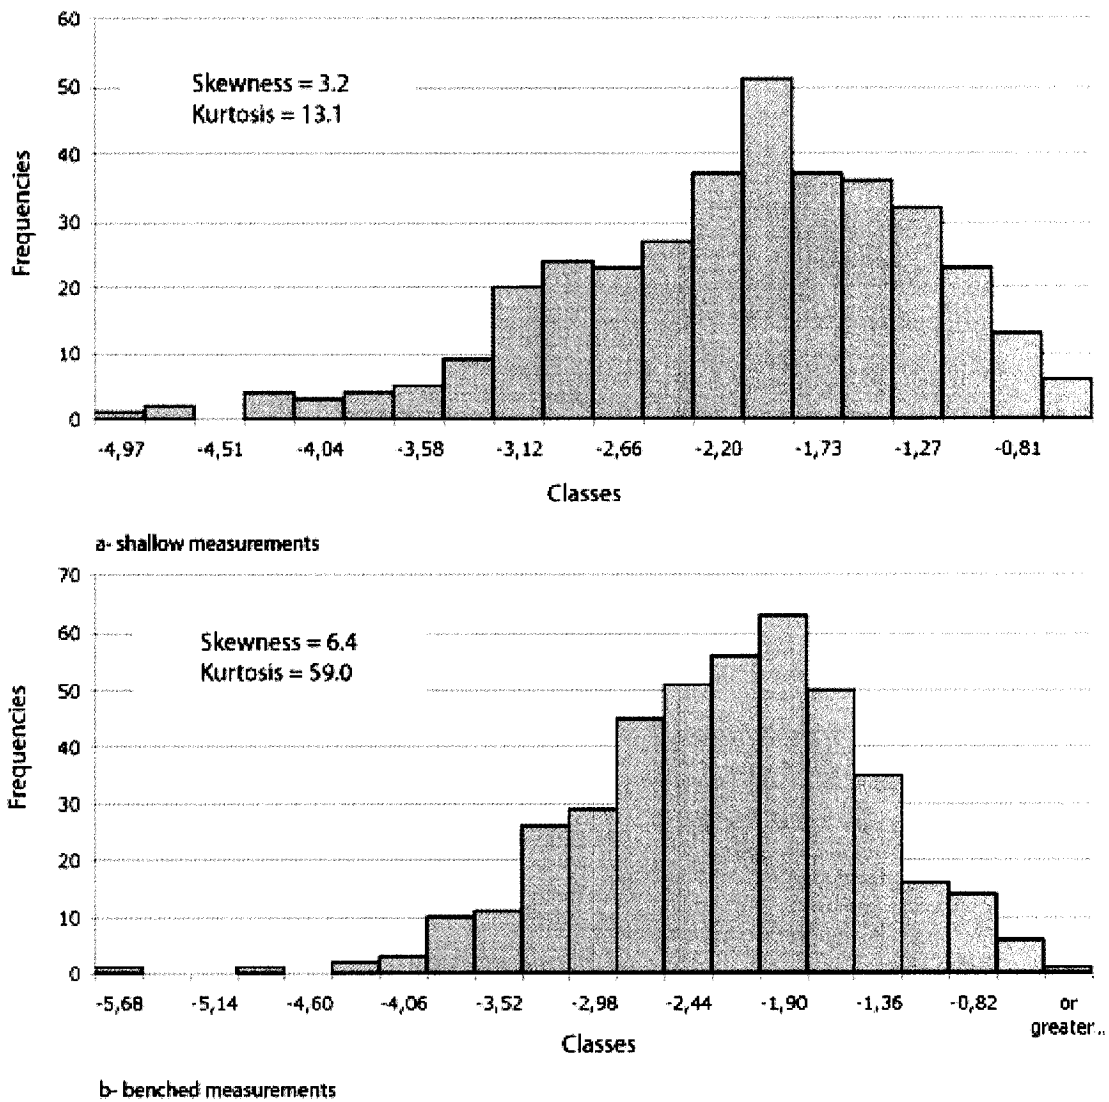 60
Skewness = 3.2
50
Kurtosis = 13.1
40
Frequencies
30
20
10
0
-4,97 -4,51 -4,04 -3,58 -3,12 -2,66 -2,20 -1,73 -1,27 -0,81
Classes
a- shallow measurements
70
60
Skewness = 6.4
Kurtosis = 59.0
50
40
Frequencies
30
20
10
0
-5,68 -5,14 -4,60 -4,06 -3,52 -2,98 -2,44 -1,90 -1,36 -0,82 or
greater...
Classes
b- benched measurements